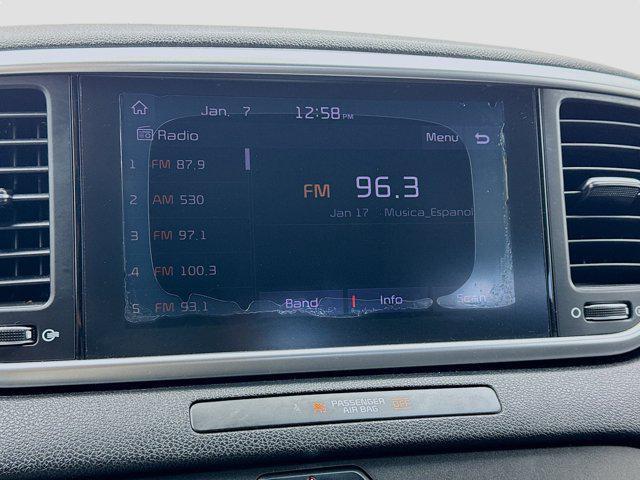 Jan. 7 12:58 PM
Radio Menu
1 FM 87.9
2 AM 530
3 FM 97.1
4 FM 100.3
5 FM 93.1
FM 96.3
Jan 17 Musica_Espanol
Band Info Scan
PASSENGER
AIR BAG OFF